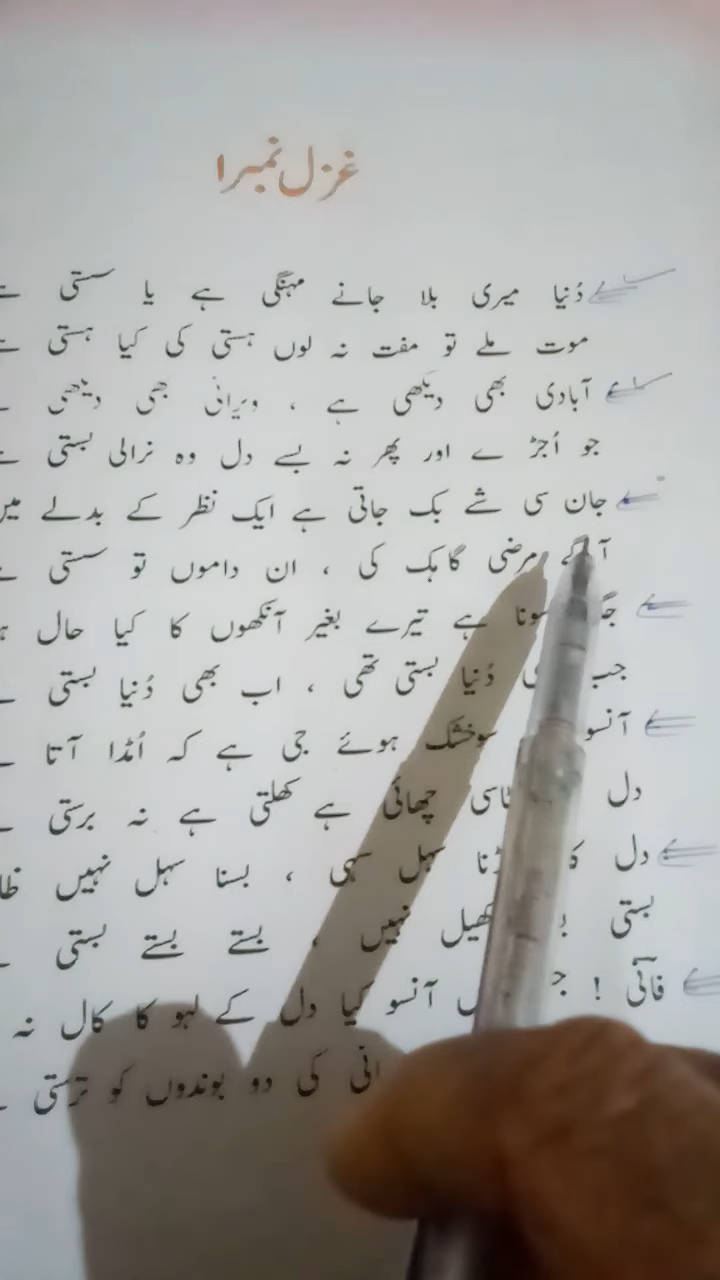 غزل نمبرا
دُنیا میری بلا جانے مہنگی ہے یا سستی
موت ملے تو مفت نہ لوں ہستی کی کیا ہستی
آبادی بھی دیکھی ہے ، ویرانی بھی دیکھی
جو اُجڑ ے اور پھر نہ بسے دل وہ نرالی بستی
جان سی شے بک جاتی ہے ایک نظر کے بدلے میں
مرضی گاہک کی ، ان داموں تو سستی
سونا ہے تیرے بغیر آنکھوں کا کیا حال
جب دُنیا بستی تھی ، اب بھی دُنیا بستی
آنسو خشک ہوئے جی ہے کہ اُمڈا آتا
دل چھائی ہے کھلتی ہے نہ برستی
دل سہل سہی ، بسنا سہل نہیں
بستی کھیل نہیں ، بستے بستے بستی
فانی ! آنسو کیا دل کے لہو کا کال نہ
کی دو بوندوں کو ترستی